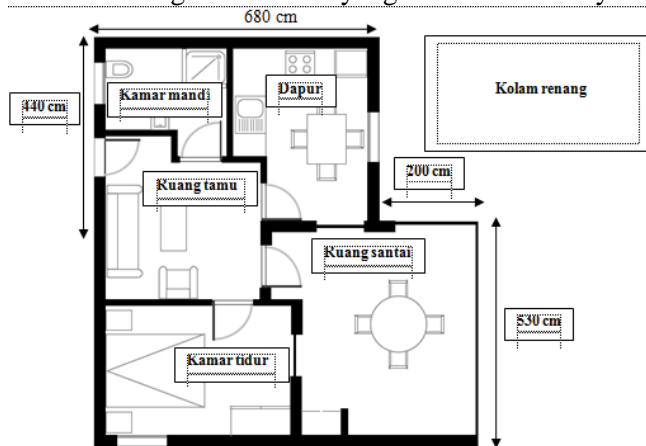 680 cm
Kamar mandi
Dapur
Kolam renang
440 cm
200 cm
Ruang tamu
Ruang santai
530 cm
Kamar tidur